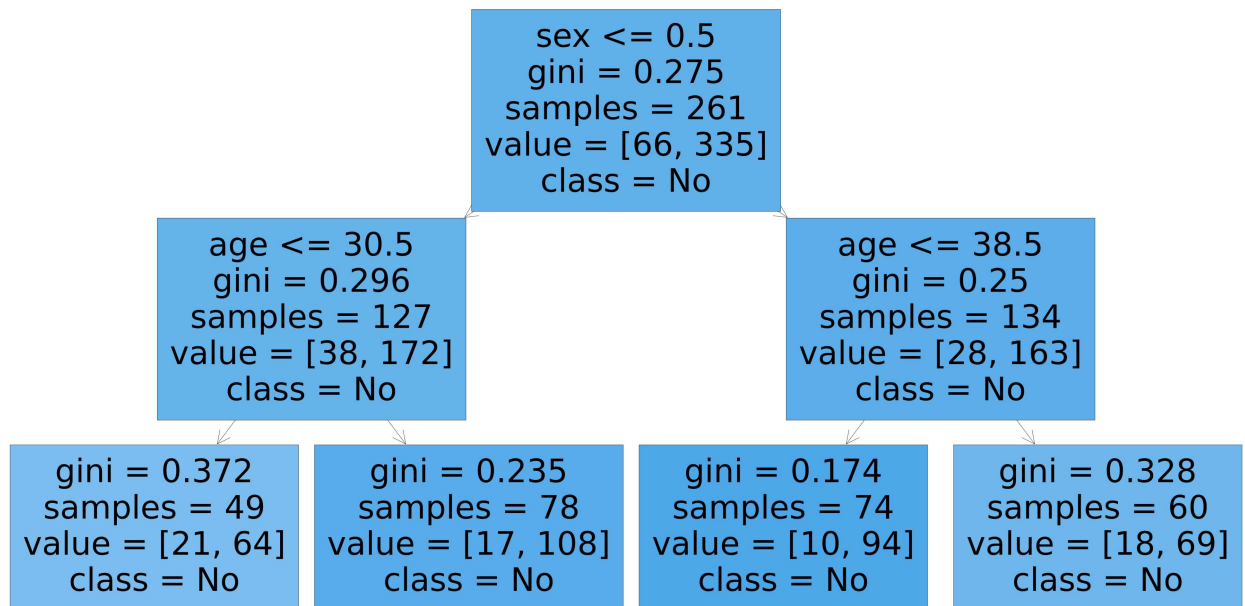 sex <= 0.5
gini = 0.275
samples = 261
value = [66, 335]
class = No
age <= 30.5
gini = 0.296
samples = 127
value = [38, 172]
class = No
age <= 38.5
gini = 0.25
samples = 134
value = [28, 163]
class = No
gini = 0.372
samples = 49
value = [21, 64]
class = No
gini = 0.235
samples = 78
value = [17, 108]
class = No
gini = 0.174
samples = 74
value = [10, 94]
class = No
gini = 0.328
samples = 60
value = [18, 69]
class = No